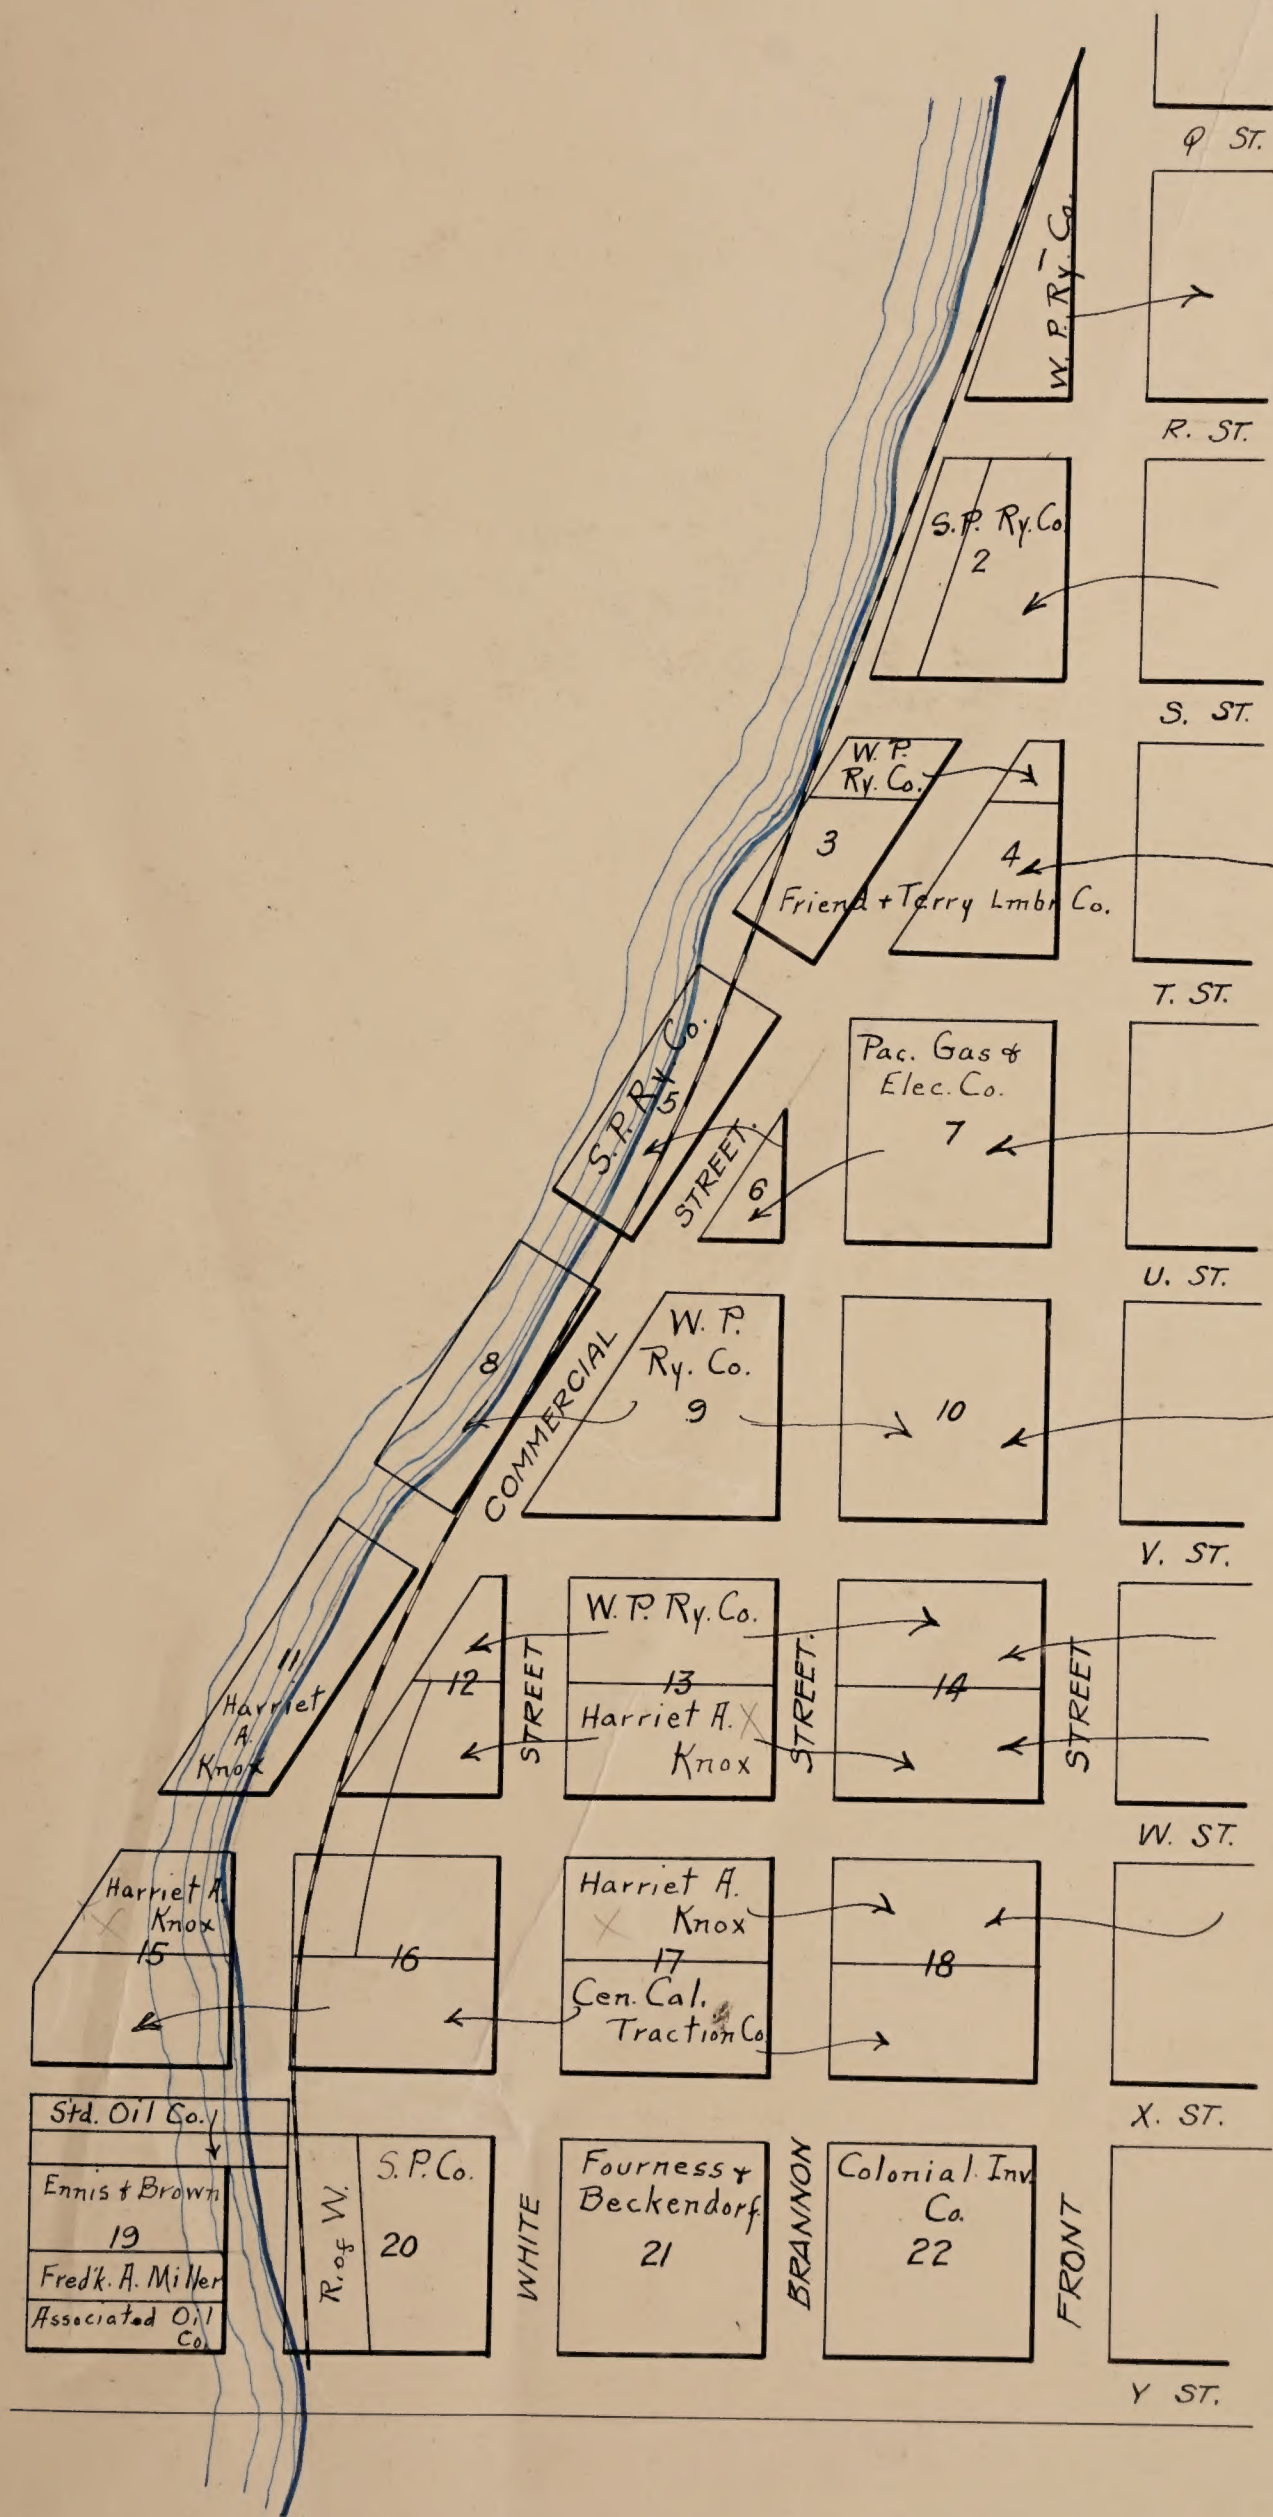 Q ST.
W. P. Ry. Co.
R. ST.
S.P. Ry. Co.
2
S. ST.
W. P.
Ry. Co.
3
4
Friend + Terry Lmbr Co.
T. ST.
S. P. Ry. Co.
5
STREET.
6
Pac. Gas &
Elec. Co.
7
U. ST.
8
COMMERCIAL
W. P.
Ry. Co.
9
10
V. ST.
11
Harriet
A.
Knox
12
STREET
W. P. Ry. Co.
13
Harriet A. X
Knox
STREET.
14
STREET
W. ST.
Harriet A.
X Knox
15
16
Harriet A.
X Knox
17
Cen. Cal.
Traction Co
18
X. ST.
Std. Oil Co.
Ennis & Brown
19
Fred'k. A. Miller
Associated Oil
Co.
R. of W.
S. P. Co.
20
WHITE
Fourness &
Beckendorf.
21
BRANNON
Colonial Inv.
Co.
22
FRONT
Y ST.